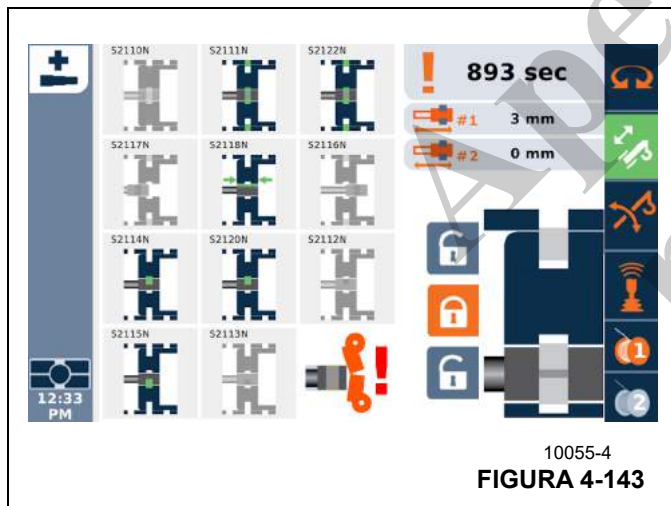 S2110N S2111N S2122N
893 sec
#1 3 mm
#2 0 mm
S2117N S2118N S2116N
S2114N S2120N S2112N
S2115N S2113N
1
2
12:33
PM
10055-4
FIGURA 4-143